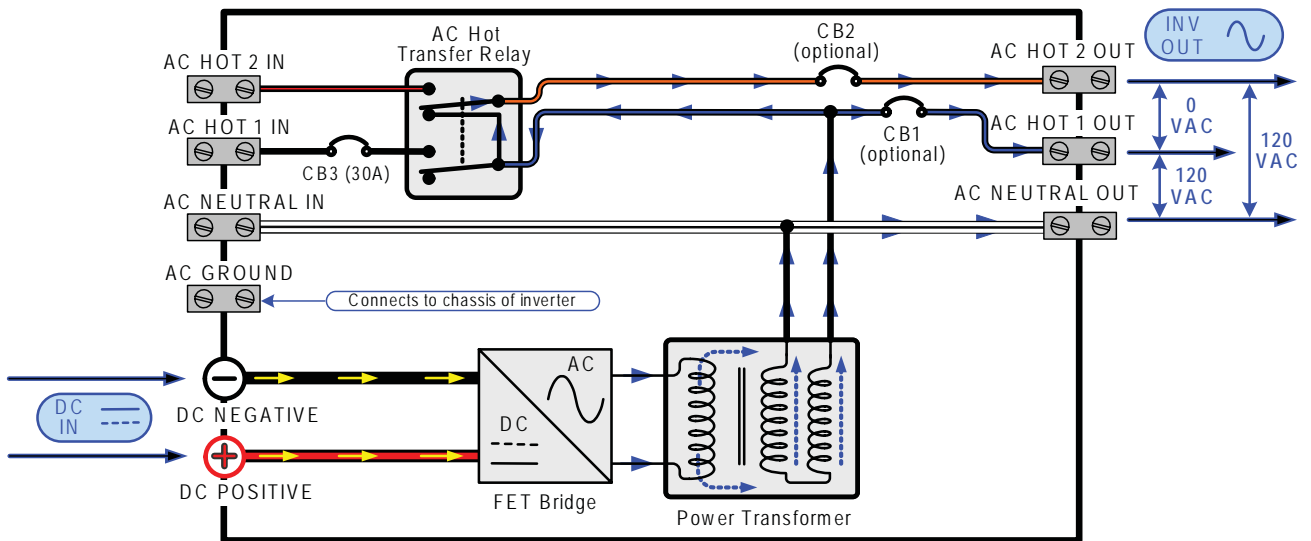 AC Hot
Transfer Relay
CB2
(optional)
INV
OUT
AC HOT 2 IN
AC HOT 2 OUT
0
VAC
AC HOT 1 IN
AC HOT 1 OUT
CB1
(optional)
120
VAC
CB3 (30A)
120
VAC
AC NEUTRAL IN
AC NEUTRAL OUT
AC GROUND
Connects to chassis of inverter
AC
DC
DC
IN
DC NEGATIVE
DC POSITIVE
FET Bridge
Power Transformer